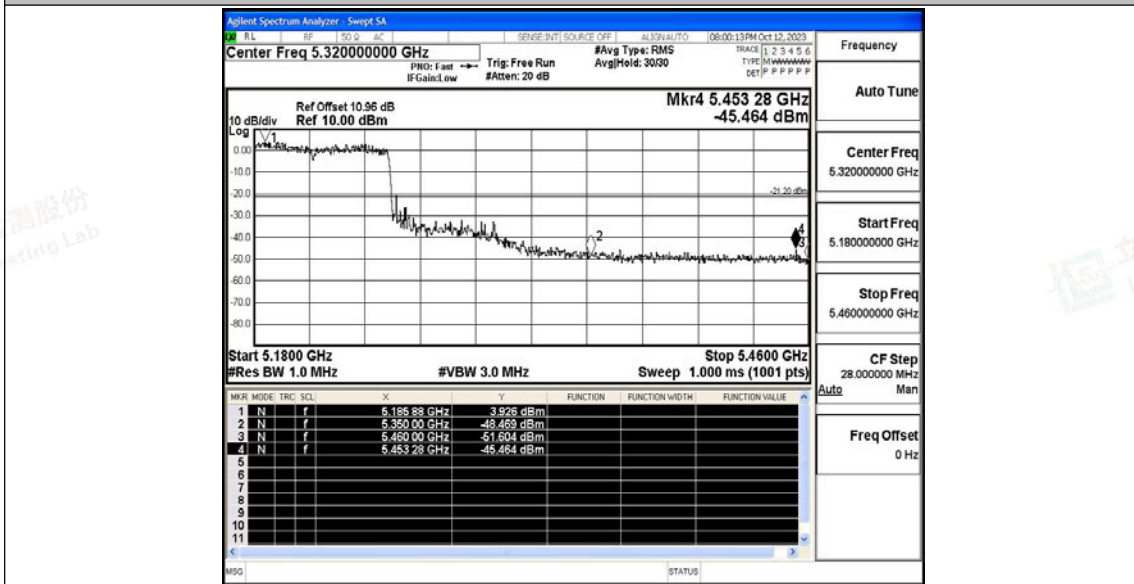 Agilent Spectrum Analyzer - Swept SA
RL RF 50 Ω AC SENSE:INT SOURCE OFF ALIGN AUTO 08:00:13 PM Oct 12, 2023
Center Freq 5.320000000 GHz
PNO: Fast
IFGain:Low
Trig: Free Run
#Atten: 20 dB
#Avg Type: RMS
Avg|Hold: 30/30
TRACE 1 2 3 4 5 6
TYPE M WWWWW
DET P P P P P P
Frequency
Auto Tune
Mkr4 5.453 28 GHz
-45.464 dBm
Ref Offset 10.96 dB
10 dB/div Ref 10.00 dBm
Log
0.00
-10.0
-20.0
-30.0
-40.0
-50.0
-60.0
-70.0
-80.0
-21.20 dBm
1
2
3
4
Start 5.1800 GHz Stop 5.4600 GHz
#Res BW 1.0 MHz #VBW 3.0 MHz Sweep 1.000 ms (1001 pts)
Center Freq
5.320000000 GHz
Start Freq
5.180000000 GHz
Stop Freq
5.460000000 GHz
CF Step
28.000000 MHz
Auto Man
Freq Offset
0 Hz
MKR MODE TRC SCL X Y FUNCTION FUNCTION WIDTH FUNCTION VALUE
1 N f 5.185 88 GHz 3.926 dBm
2 N f 5.350 00 GHz -48.469 dBm
3 N f 5.460 00 GHz -51.604 dBm
4 N f 5.453 28 GHz -45.464 dBm
5
6
7
8
9
10
11
MSG STATUS
股份
Lab